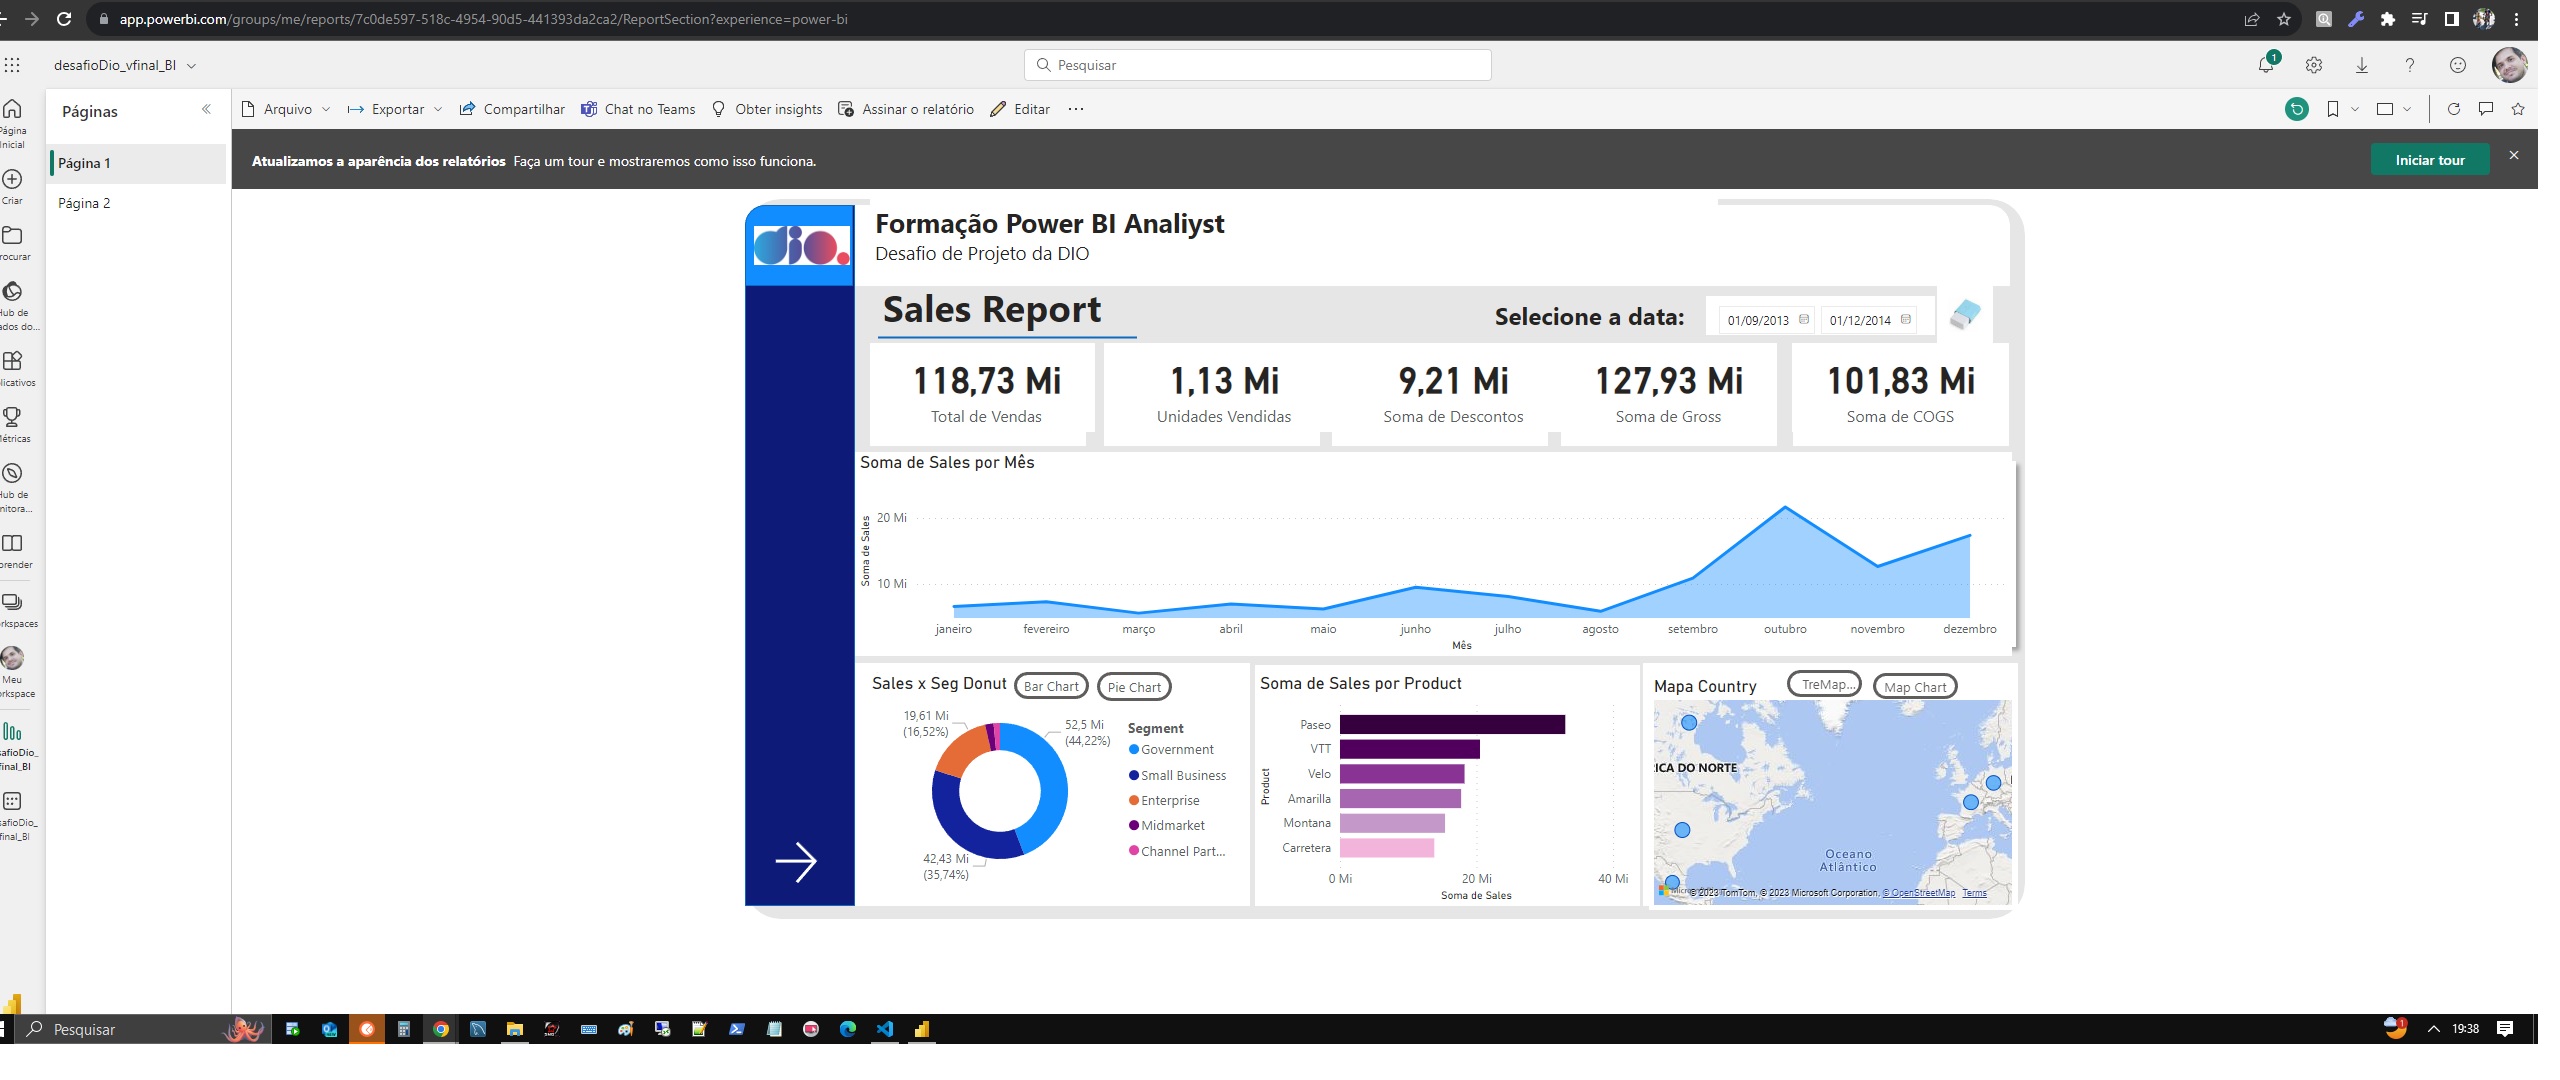 app.powerbi.com/groups/me/reports/7c0de597-518c-4954-90d5-441393da2ca2/ReportSection?experience=power-bi
desafioDio_vfinal_BI
Pesquisar
1
Página
Inicial
Criar
rocurar
Hub de
ados do...
licativos
Métricas
Hub de
nitora...
prender
rkspaces
Meu
rkspace
safioDio_
final_BI
safioDio_
final_BI
Páginas
Página 1
Página 2
Arquivo Exportar Compartilhar Chat no Teams Obter insights Assinar o relatório Editar ...
Atualizamos a aparência dos relatórios Faça um tour e mostraremos como isso funciona.
Iniciar tour
dio.
Formação Power BI Analiyst
Desafio de Projeto da DIO
Sales Report
Selecione a data:
01/09/2013 01/12/2014
118,73 Mi
Total de Vendas
1,13 Mi
Unidades Vendidas
9,21 Mi
Soma de Descontos
127,93 Mi
Soma de Gross
101,83 Mi
Soma de COGS
Soma de Sales por Mês
Soma de Sales
20 Mi
10 Mi
janeiro fevereiro março abril maio junho julho agosto setembro outubro novembro dezembro
Mês
Sales x Seg Donut
Bar Chart
Pie Chart
19,61 Mi
(16,52%)
52,5 Mi
(44,22%)
42,43 Mi
(35,74%)
Segment
Government
Small Business
Enterprise
Midmarket
Channel Part...
Soma de Sales por Product
Product
Paseo
VTT
Velo
Amarilla
Montana
Carretera
0 Mi 20 Mi 40 Mi
Soma de Sales
Mapa Country
TreMap...
Map Chart
ICA DO NORTE
Oceano
Atlântico
© 2023 TomTom, © 2023 Microsoft Corporation, © OpenStreetMap Terms
Pesquisar
1
19:38